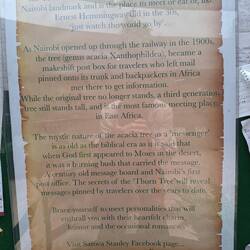 Nairobi landmark and is the place to meet or eat or, like
Ernest Hemmingway did in the 30s,
'just watch the world go by'...
As Nairobi opened up through the railway in the 1900s,
the tree (genus acacia Xanthophloea), became a
makeshift post box for travelers who left mail
pinned onto its trunk and backpackers in Africa
met there to get information.
While the original tree no longer stands, a third generation
tree still stands tall, and is the most famous meeting place
in East Africa.
The mystic nature of the acacia tree as a 'messenger'
is as old as the biblical era as it is said that
when God first appeared to Moses in the desert,
it was a burning bush that carried the message.
A century old message board and Nairobi's first
post office. The secrets of the 'Thorn Tree' will reveal
messages pinned by travelers over the years to date.
Brace yourself to meet personalities that will
enthrall you with their heartfelt charm,
humor and the occasional romances.
Visit Sarova Stanley Facebook page